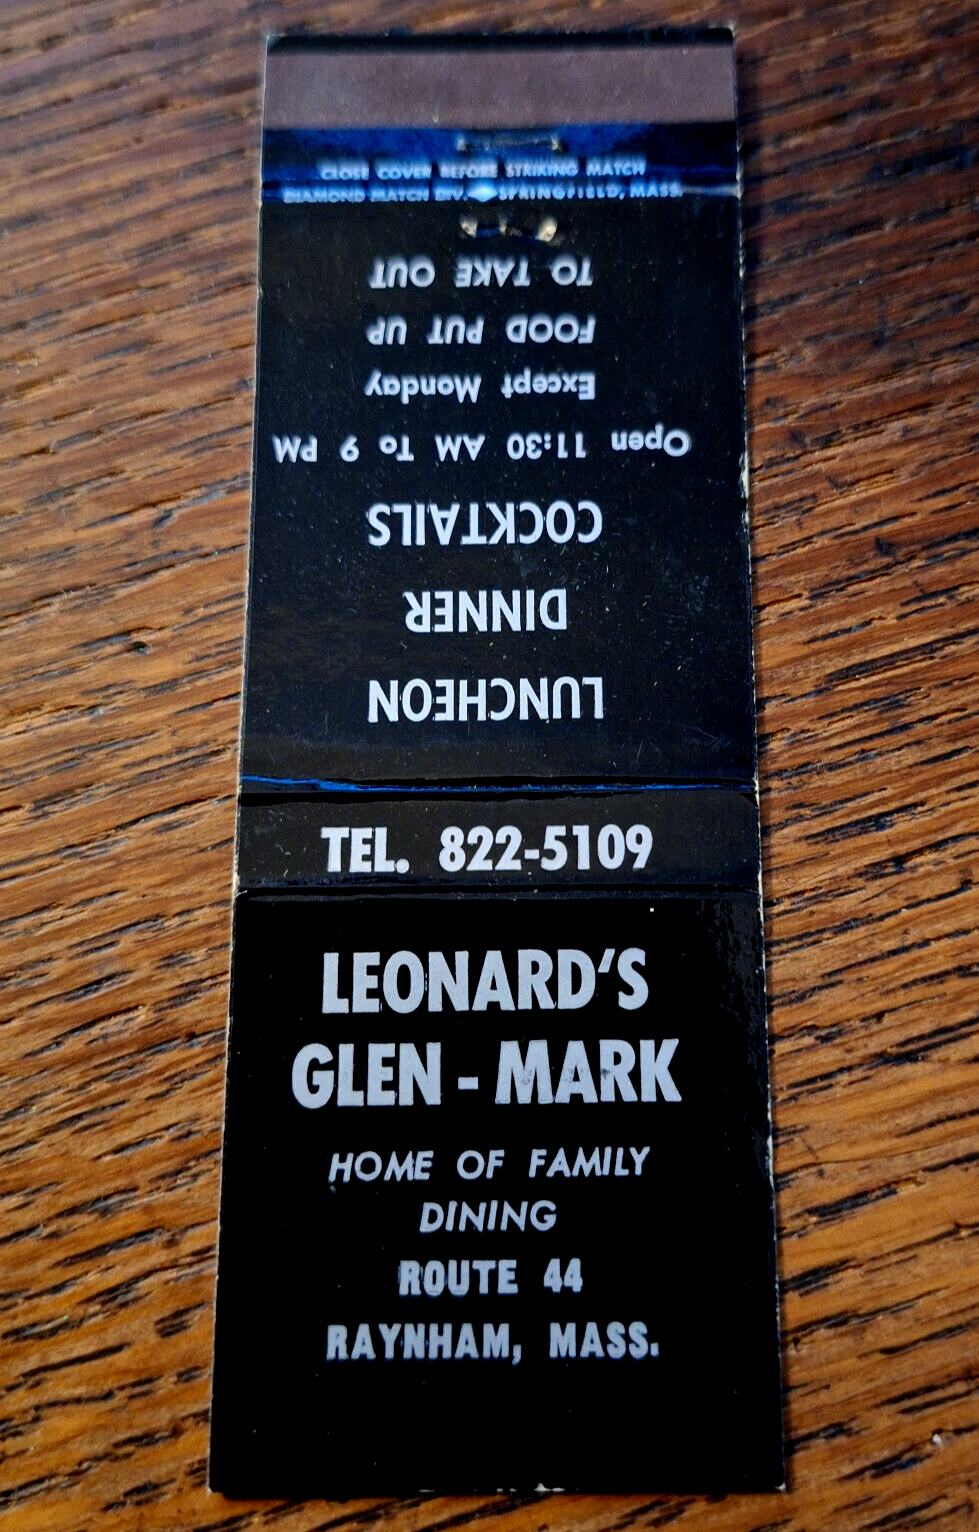 CLOSE COVER BEFORE STRIKING MATCH
DIAMOND MATCH DIV. SPRINGFIELD, MASS.
LUNCHEON
DINNER
COCKTAILS
Open 11:30 AM To 9 PM
Except Monday
FOOD PUT UP
TO TAKE OUT
TEL. 822-5109
LEONARD'S
GLEN - MARK
HOME OF FAMILY
DINING
ROUTE 44
RAYNHAM, MASS.